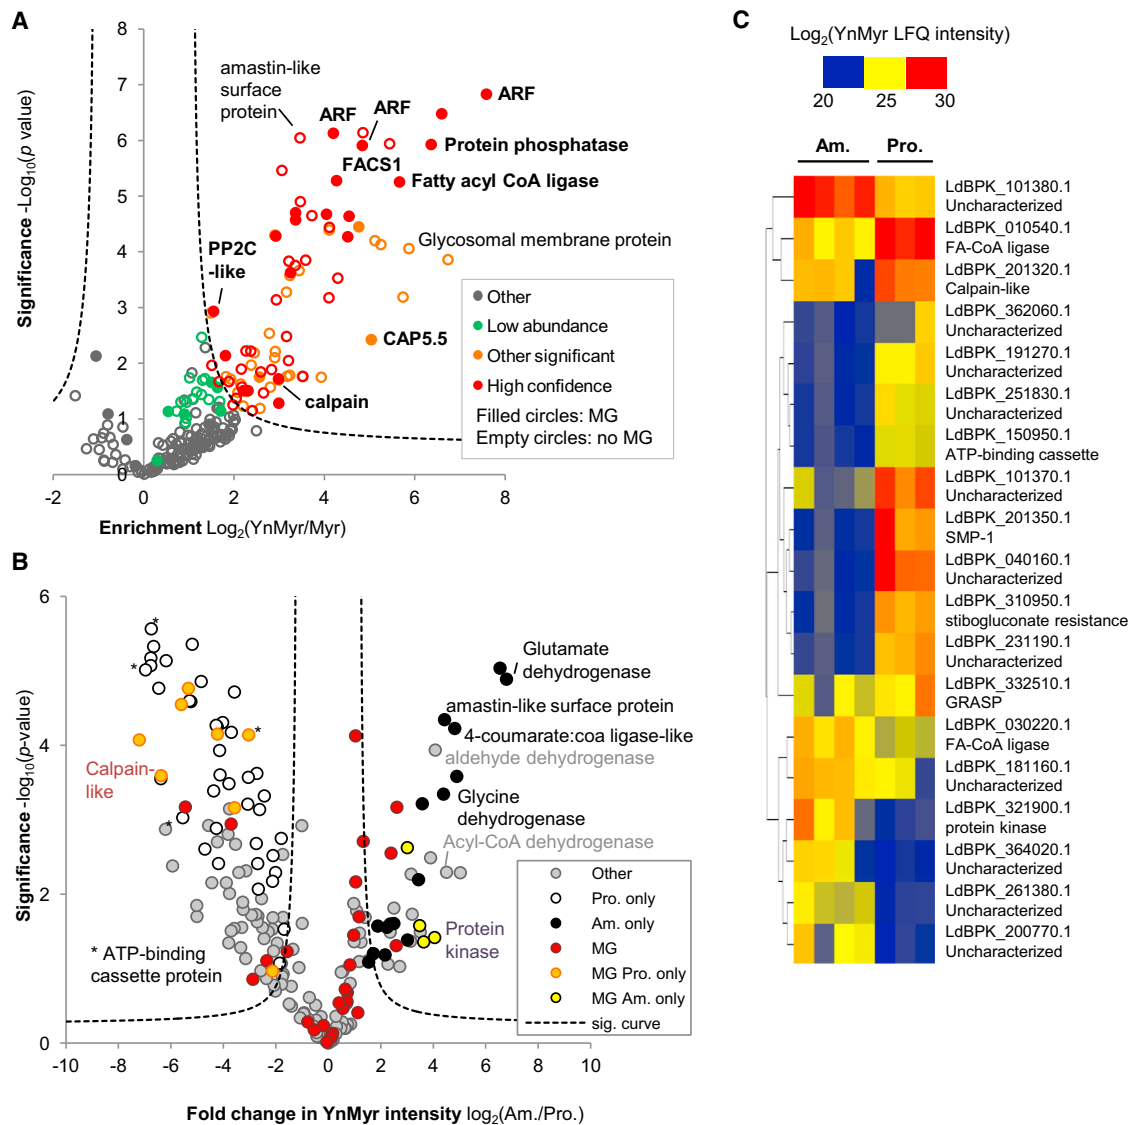 A
8
7
6
5
4
3
2
1
0
-2
0
2
4
6
8
Significance -Log10(p value)
Enrichment Log2(YnMyr/Myr)
amastin-like
surface
protein
ARF
ARF
ARF
Protein phosphatase
FACS1
Fatty acyl CoA ligase
PP2C
-like
Glycosomal membrane protein
CAP5.5
calpain
Other
Low abundance
Other significant
High confidence
Filled circles: MG
Empty circles: no MG
B
6
4
2
0
-10
-8
-6
-4
-2
0
2
4
6
8
10
Significance -log10(p-value)
Fold change in YnMyr intensity log2(Am./Pro.)
*
*
*
*
Calpain-
like
* ATP-binding
cassette protein
Glutamate
dehydrogenase
amastin-like surface protein
4-coumarate:coa ligase-like
aldehyde dehydrogenase
Glycine
dehydrogenase
Acyl-CoA dehydrogenase
Protein
kinase
Other
Pro. only
Am. only
MG
MG Pro. only
MG Am. only
sig. curve
C
Log2(YnMyr LFQ intensity)
20
25
30
Am.
Pro.
LdBPK_101380.1
Uncharacterized
LdBPK_010540.1
FA-CoA ligase
LdBPK_201320.1
Calpain-like
LdBPK_362060.1
Uncharacterized
LdBPK_191270.1
Uncharacterized
LdBPK_251830.1
Uncharacterized
LdBPK_150950.1
ATP-binding cassette
LdBPK_101370.1
Uncharacterized
LdBPK_201350.1
SMP-1
LdBPK_040160.1
Uncharacterized
LdBPK_310950.1
stibogluconate resistance
LdBPK_231190.1
Uncharacterized
LdBPK_332510.1
GRASP
LdBPK_030220.1
FA-CoA ligase
LdBPK_181160.1
Uncharacterized
LdBPK_321900.1
protein kinase
LdBPK_364020.1
Uncharacterized
LdBPK_261380.1
Uncharacterized
LdBPK_200770.1
Uncharacterized